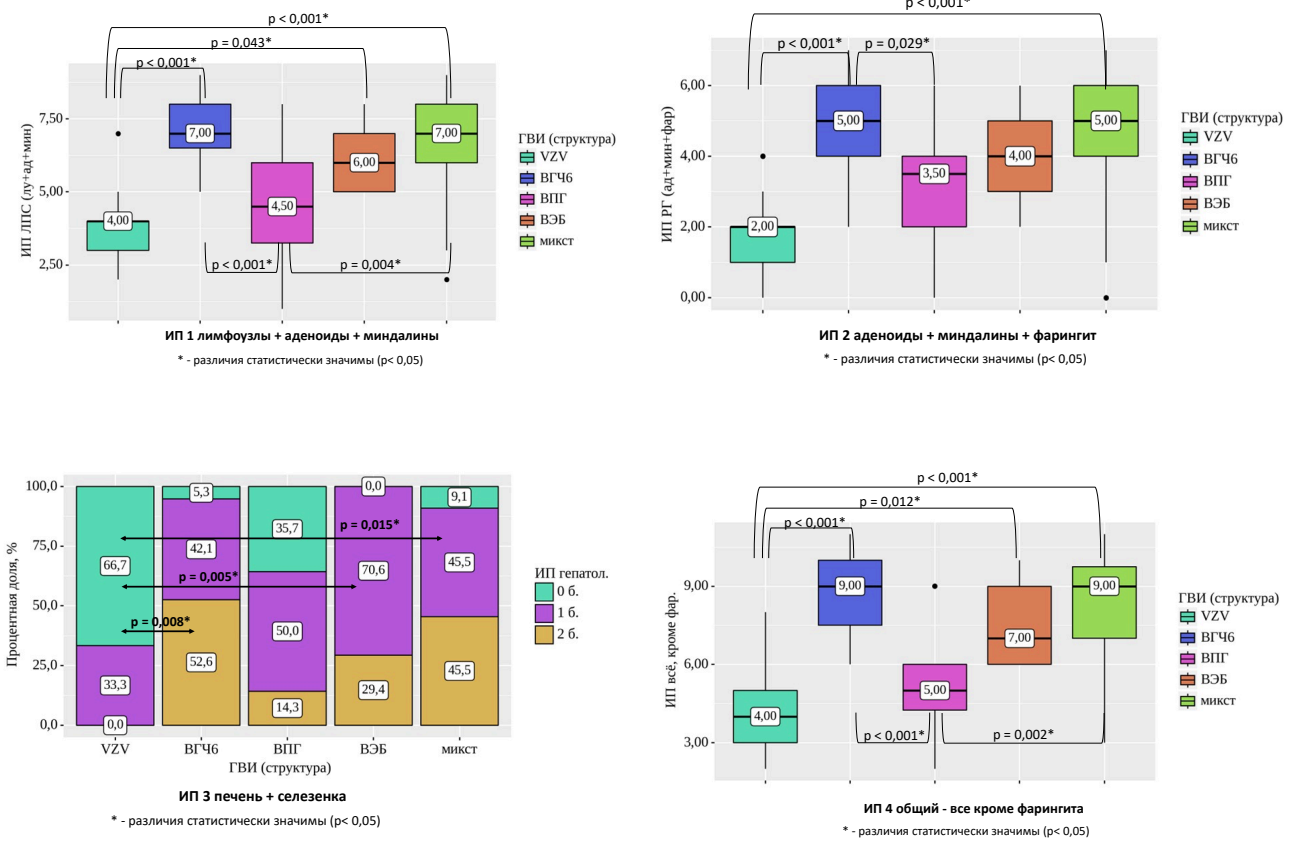 p < 0,001*
p = 0,043*
p < 0,001*
7,50
5,00
2,50
ИП ЛПС (лу+ад+мин)
4,00
7,00
4,50
6,00
7,00
p < 0,001*
p = 0,004*
ГВИ (структура)
VZV
ВГЧ6
ВПГ
ВЭБ
микст
ИП 1 лимфоузлы + аденоиды + миндалины
* - различия статистически значимы (p< 0,05)
p < 0,001*
p < 0,001*
p = 0,029*
6,00
4,00
2,00
0,00
ИП РГ (ад+мин+фар)
2,00
5,00
3,50
4,00
5,00
ГВИ (структура)
VZV
ВГЧ6
ВПГ
ВЭБ
микст
ИП 2 аденоиды + миндалины + фарингит
* - различия статистически значимы (p< 0,05)
100,0
75,0
50,0
25,0
0,0
Процентная доля, %
66,7
33,3
0,0
5,3
42,1
52,6
35,7
50,0
14,3
0,0
70,6
29,4
9,1
45,5
45,5
p = 0,015*
p = 0,005*
p = 0,008*
VZV
ВГЧ6
ВПГ
ВЭБ
микст
ГВИ (структура)
ИП гепатол.
0 б.
1 б.
2 б.
ИП 3 печень + селезенка
* - различия статистически значимы (p< 0,05)
p < 0,001*
p = 0,012*
p < 0,001*
9,00
6,00
3,00
ИП всё, кроме фар.
4,00
9,00
5,00
7,00
9,00
p < 0,001*
p = 0,002*
ГВИ (структура)
VZV
ВГЧ6
ВПГ
ВЭБ
микст
ИП 4 общий - все кроме фарингита
* - различия статистически значимы (p< 0,05)